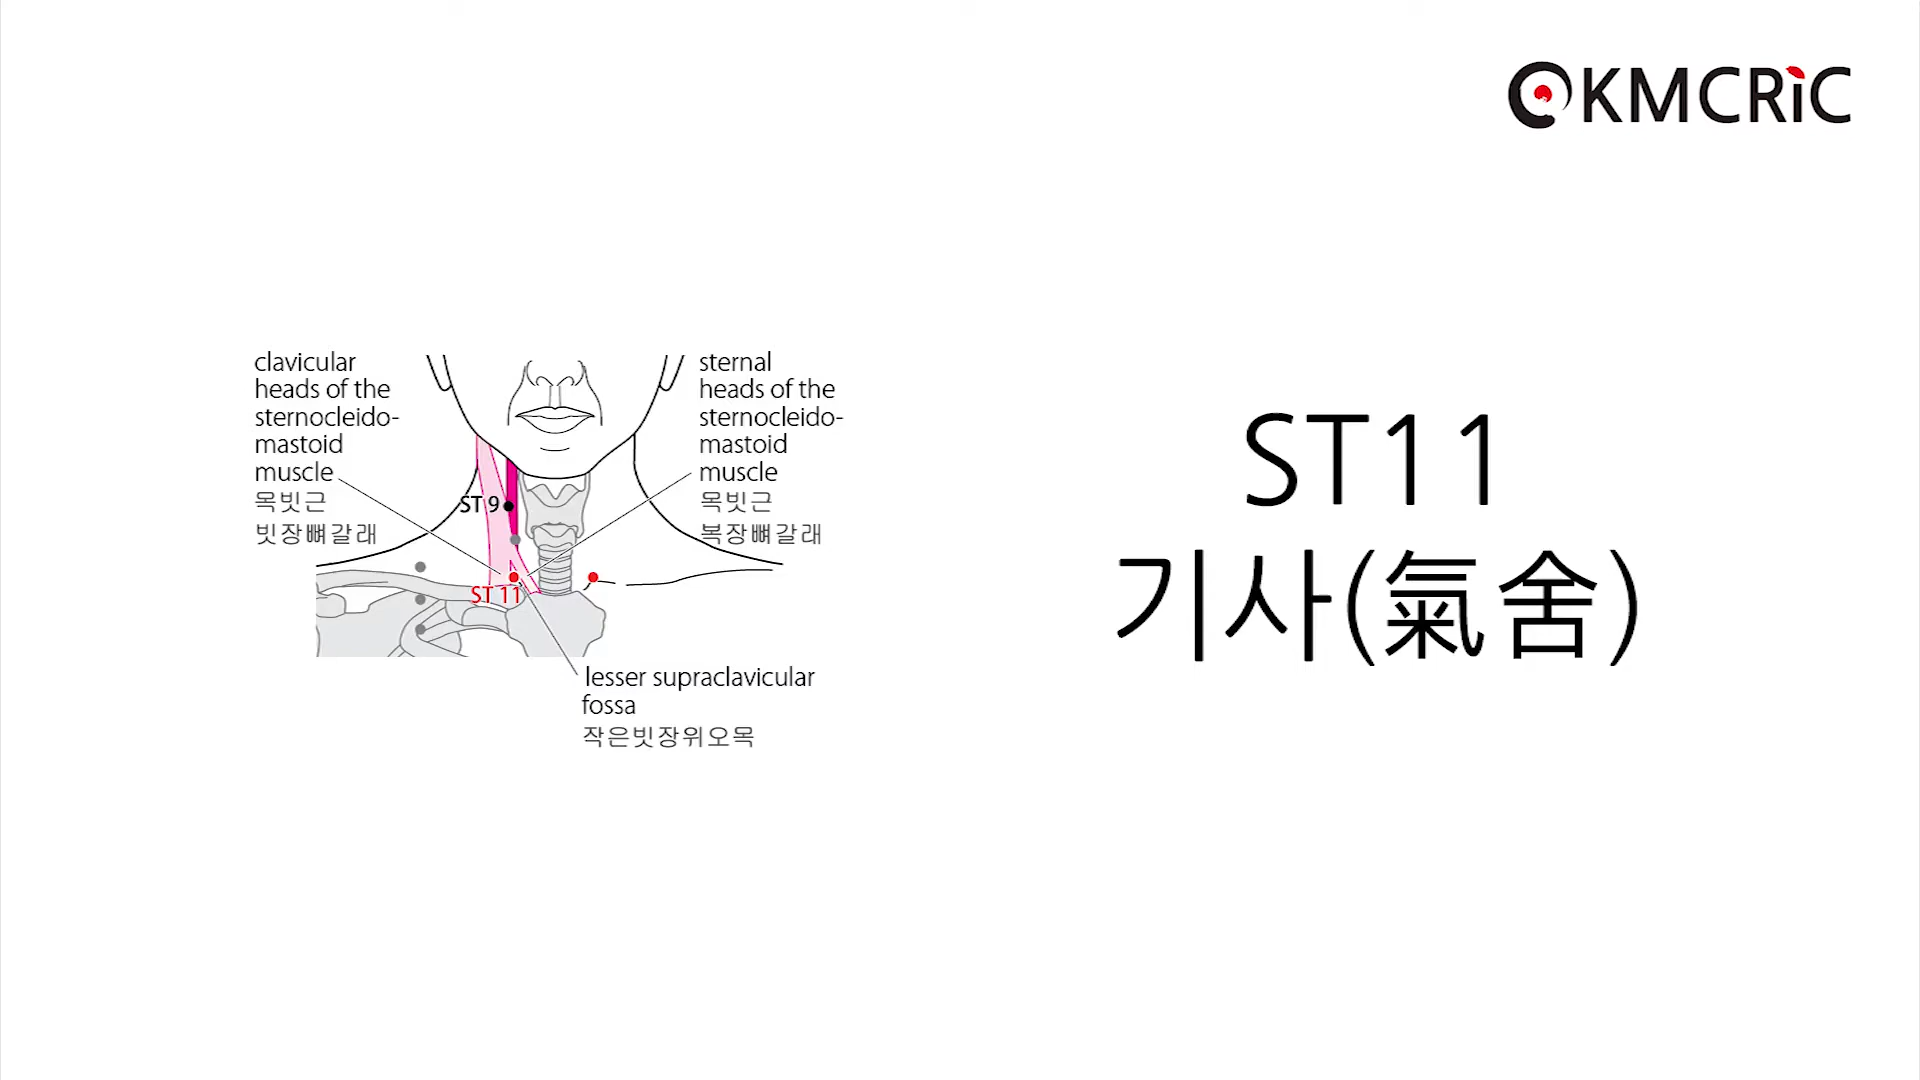 KMCRiC
clavicular
heads of the
sternocleido-
mastoid
muscle
목빗근
빗장뼈갈래
sternal
heads of the
sternocleido-
mastoid
muscle
목빗근
복장뼈갈래
ST 9
ST 11
lesser supraclavicular
fossa
작은빗장위오목
ST11
기사(氣舍)